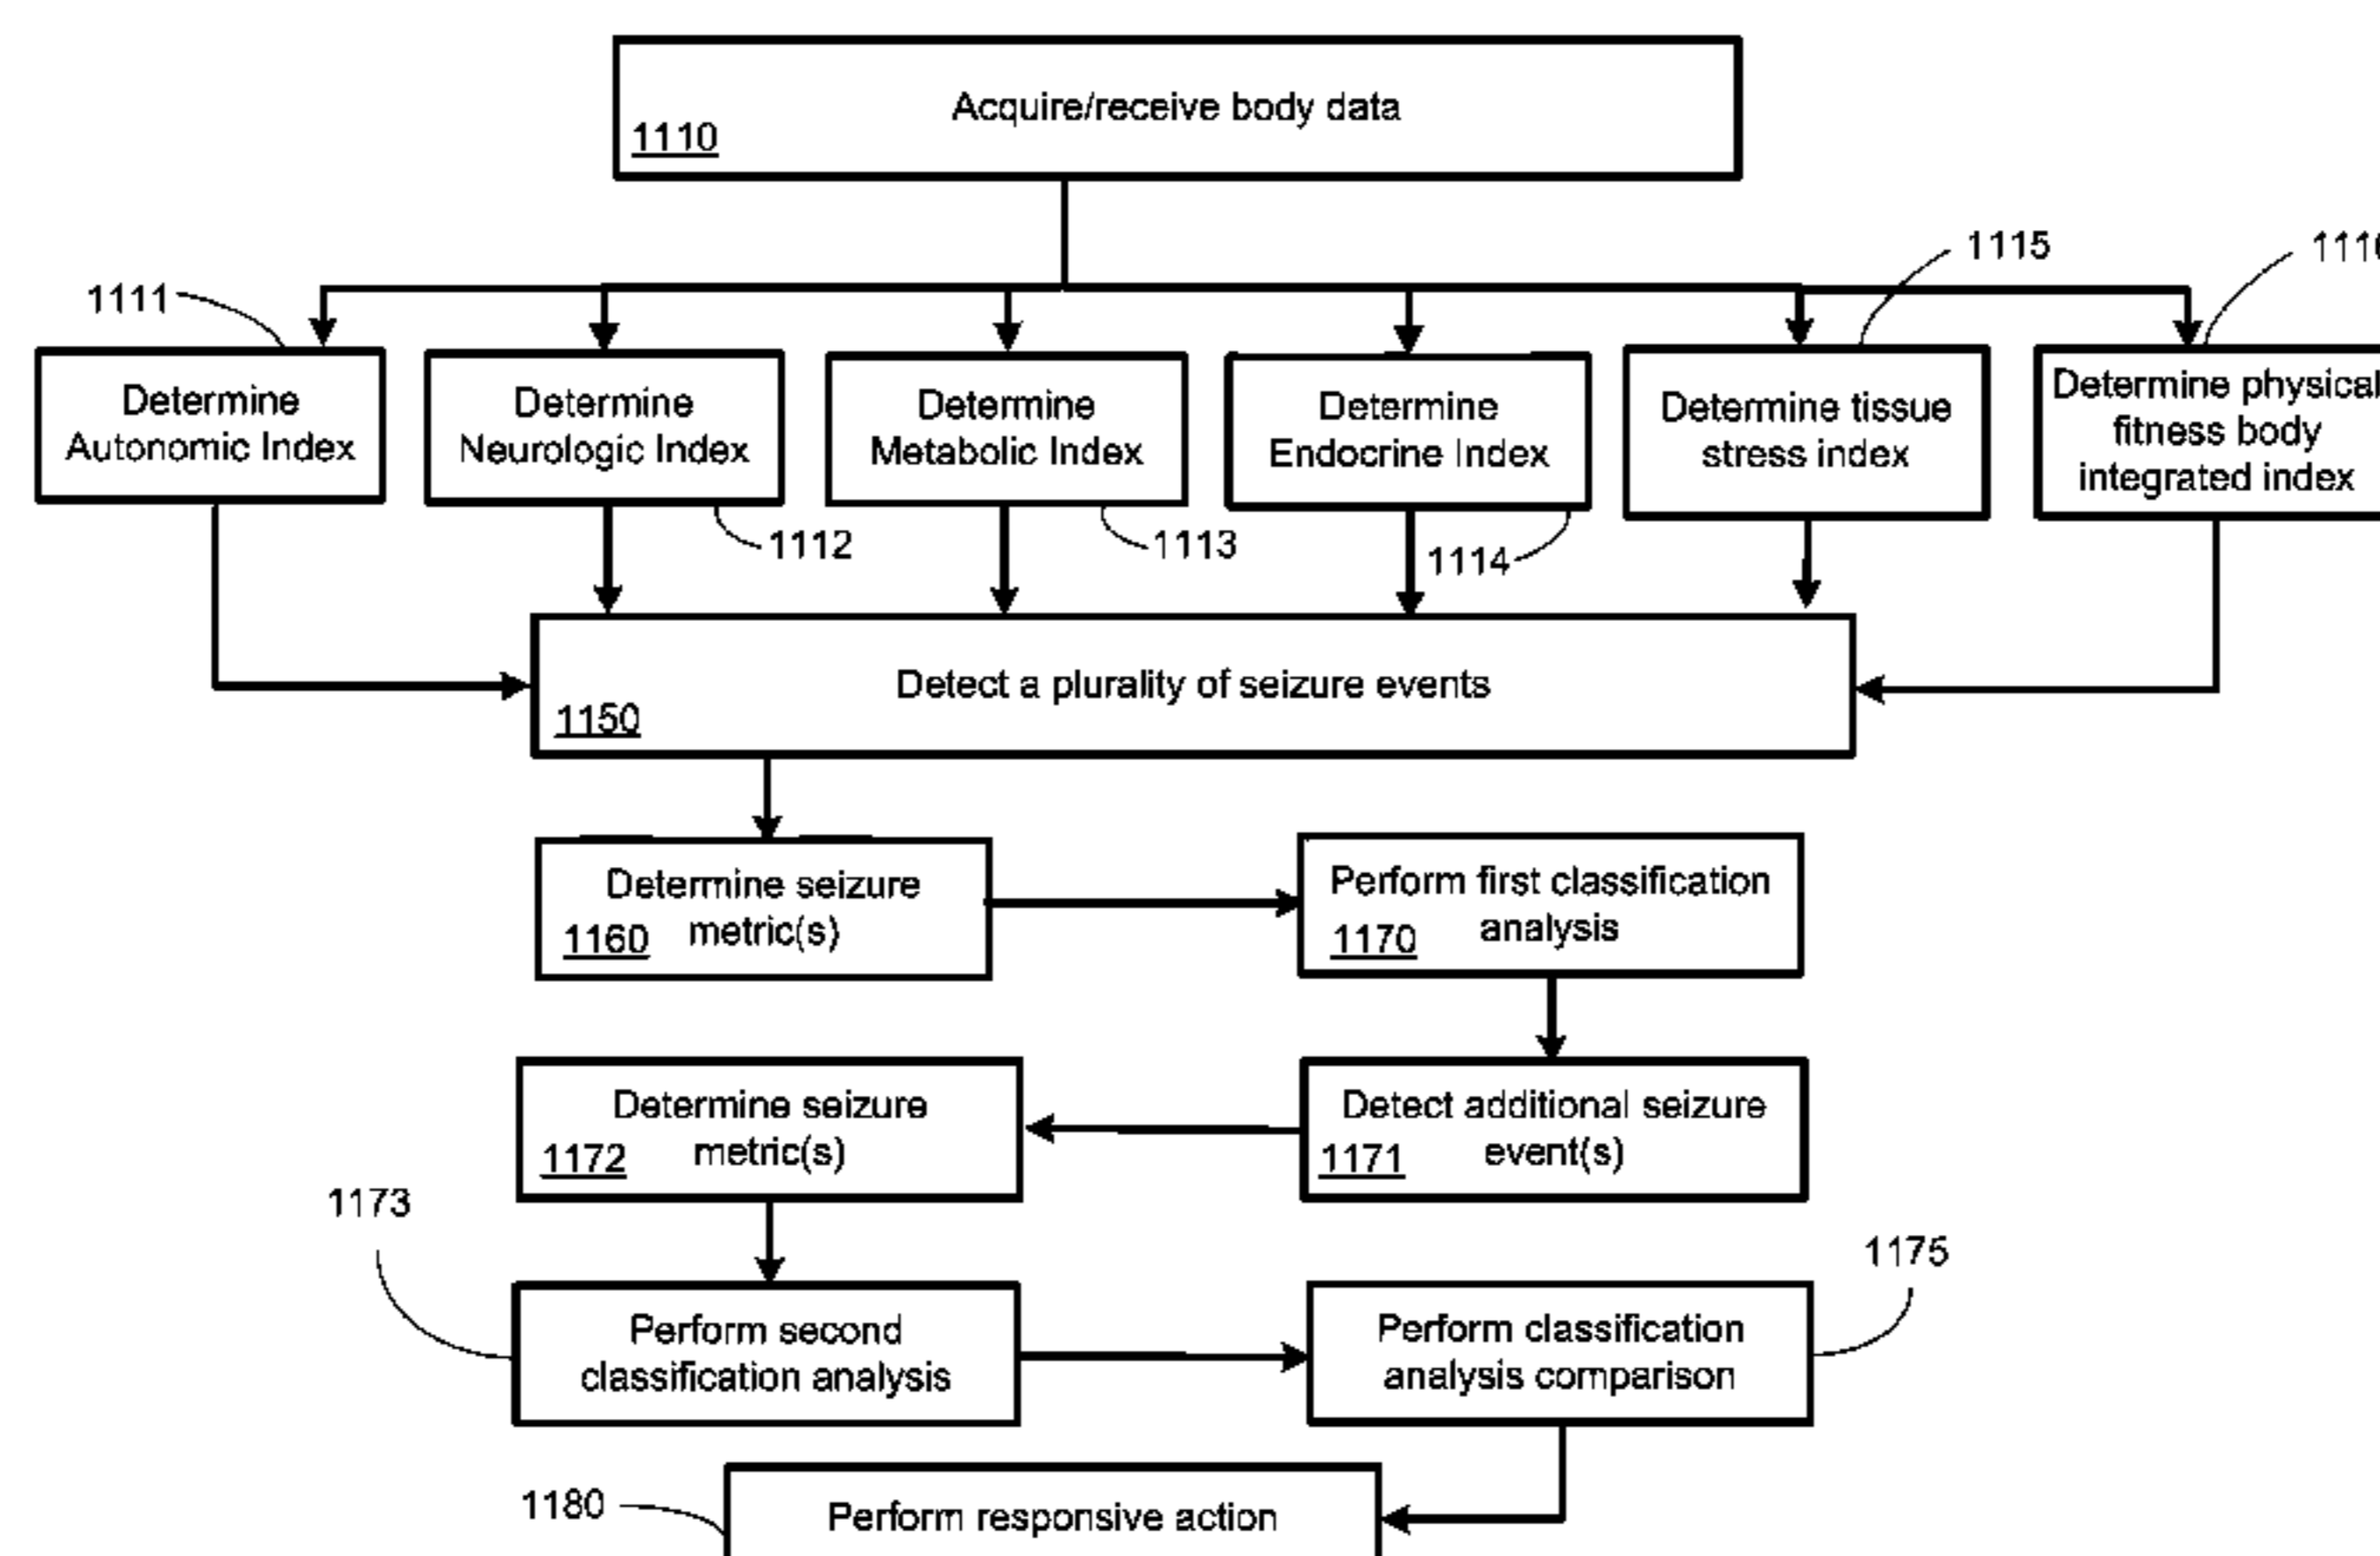 Acquire/receive body data
1110
1115
1111
Determine
Autonomic Index
Determine
Neurologic Index
Determine
Metabolic Index
Determine
Endocrine Index
Determine tissue
stress index
Determine physical
fitness body
integrated index
1112
1113
1114
Detect a plurality of seizure events
1150
Determine seizure
1160 metric(s)
Perform first classification
1170 analysis
Determine seizure
1172 metric(s)
Detect additional seizure
1171 event(s)
1173
1175
Perform second
classification analysis
Perform classification
analysis comparison
1180
Perform responsive action